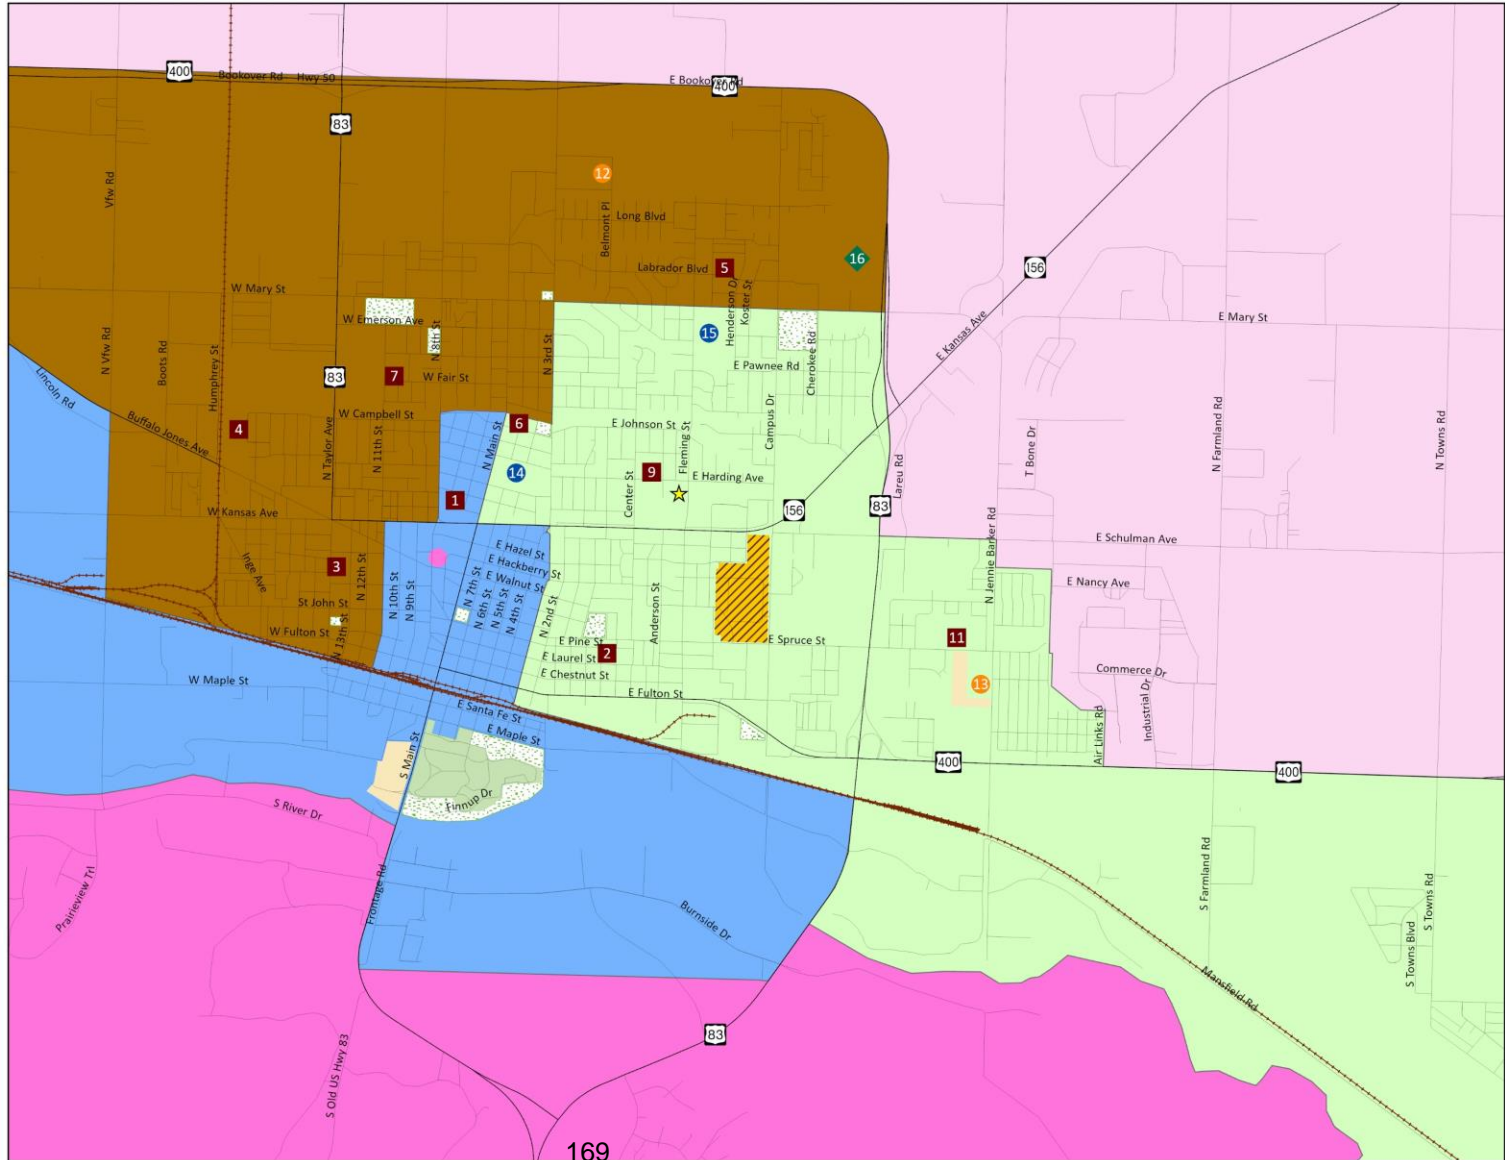 400
Bookover Rd
Hwy 50
E Bookover Rd
400
83
Vfw Rd
12
Belmont Pl
Long Blvd
16
Labrador Blvd
5
156
W Mary St
Henderson Dr
Koster St
E Mary St
W Emerson Ave
N 8th St
15
N Vfw Rd
Boots Rd
Humphrey St
N 3rd St
E Pawnee Rd
Cherokee Rd
E Kansas Ave
83
7
W Fair St
Lincoln Rd
Buffalo Jones Ave
W Campbell St
4
N Taylor Ave
N 11th St
N Main St
6
E Johnson St
Fleming St
Campus Dr
T Bone Dr
N Farmland Rd
N Towns Rd
14
9
E Harding Ave
Center St
Lareu Rd
1
W Kansas Ave
156
83
N Jennie Barker Rd
E Schulman Ave
E Hazel St
E Hackberry St
E Walnut St
Inge Ave
3
N 12th St
N 10th St
N 9th St
N 7th St
N 6th St
N 5th St
N 4th St
N 2nd St
Anderson St
E Nancy Ave
St John St
W Fulton St
N 13th St
E Pine St
2
E Laurel St
E Chestnut St
E Spruce St
11
Commerce Dr
W Maple St
E Fulton St
13
Industrial Dr
E Santa Fe St
E Maple St
S Main St
Air Links Rd
400
400
Finnup Dr
S River Dr
Prairieview Trl
Frontage Rd
Burnside Dr
S Farmland Rd
S Towns Rd
S Towns Blvd
Mansfield Rd
83
S Old US Hwy 83
169